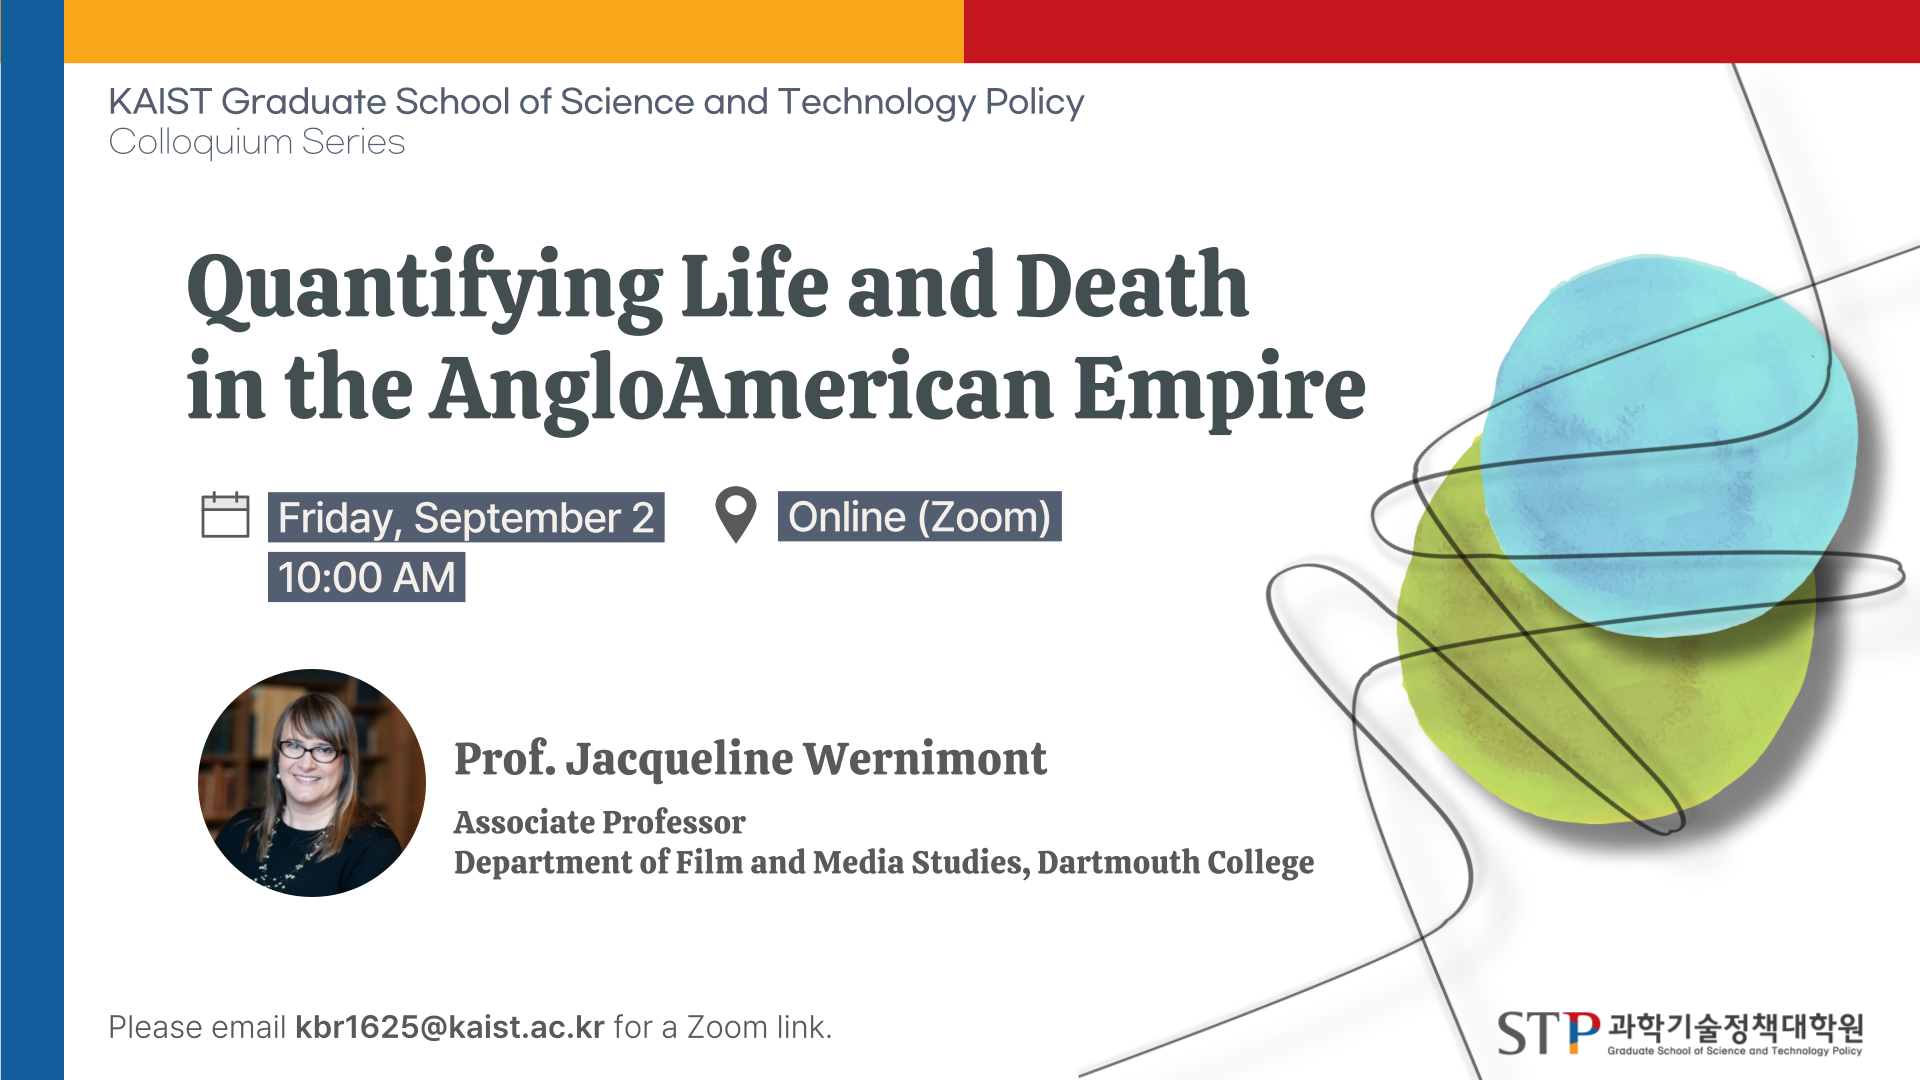 KAIST Graduate School of Science and Technology Policy
Colloquium Series
Quantifying Life and Death
in the AngloAmerican Empire
Friday, September 2
10:00 AM
Online (Zoom)
Prof. Jacqueline Wernimont
Associate Professor
Department of Film and Media Studies, Dartmouth College
Please email kbr1625@kaist.ac.kr for a Zoom link.
STP 과학기술정책대학원
Graduate School of Science and Technology Policy